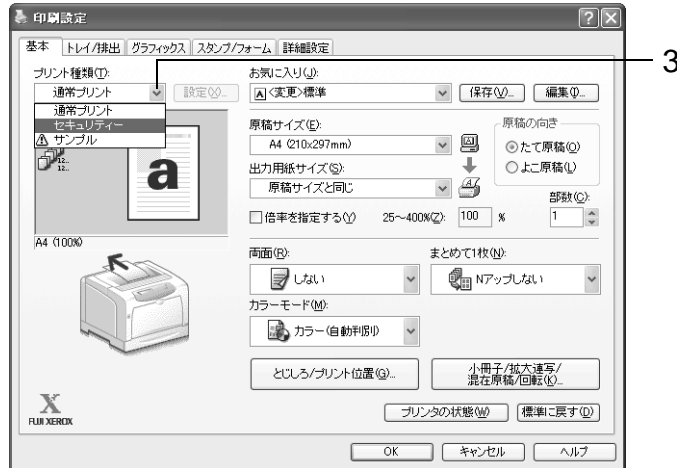 印刷設定
基本 トレイ/排出 グラフィックス スタンプ/フォーム 詳細設定
3
プリント種類(T):
通常プリント 設定(X)...
通常プリント
セキュリティー
サンプル
12..
12..
a
A4 (100%)
FUJI XEROX
お気に入り(J):
A <変更>標準 保存(V)... 編集(I)...
原稿サイズ(E):
A4 (210x297mm)
出力用紙サイズ(S):
原稿サイズと同じ
原稿の向き
たて原稿(O)
よこ原稿(L)
倍率を指定する(Y) 25~400%(Z): 100 %
部数(C):
1
両面(R):
しない
まとめて1枚(N):
Nアップしない
カラーモード(M):
カラー(自動判別)
とじしろ/プリント位置(G)...
小冊子/拡大連写/
混在原稿/回転(K)...
プリンタの状態(W) 標準に戻す(D)
OK キャンセル ヘルプ